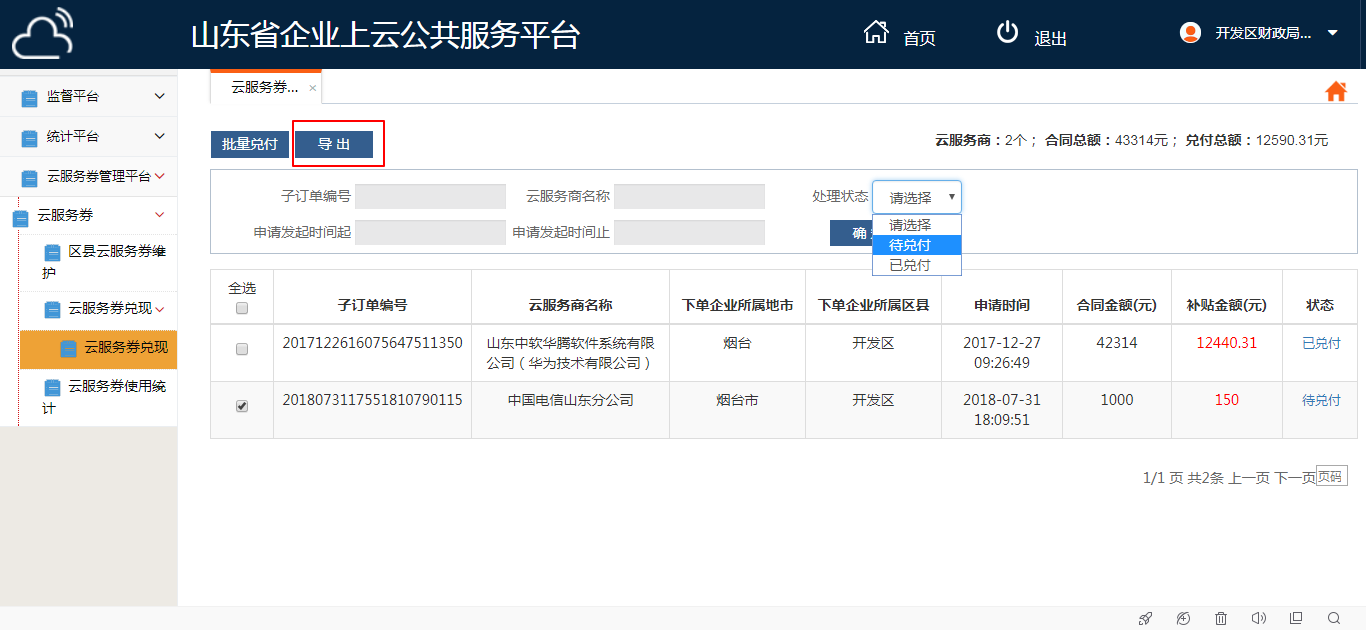 山东省企业上云公共服务平台
首页
退出
开发区财政局...
监督平台
统计平台
云服务券管理平台
云服务券
区县云服务券维
护
云服务券兑现
云服务券兑现
云服务券使用统
计
云服务券... ×
批量兑付
导 出
云服务商：2个； 合同总额：43314元； 兑付总额：12590.31元
子订单编号 云服务商名称 处理状态 请选择
申请发起时间起 申请发起时间止 确
请选择
待兑付
已兑付
全选 子订单编号 云服务商名称 下单企业所属地市 下单企业所属区县 申请时间 合同金额(元) 补贴金额(元) 状态
2017122616075647511350 山东中软华腾软件系统有限 烟台 开发区 2017-12-27 42314 12440.31 已兑付
公司（华为技术有限公司） 09:26:49
2018073117551810790115 中国电信山东分公司 烟台市 开发区 2018-07-31 1000 150 待兑付
18:09:51
1/1 页 共2条 上一页 下一页 页码